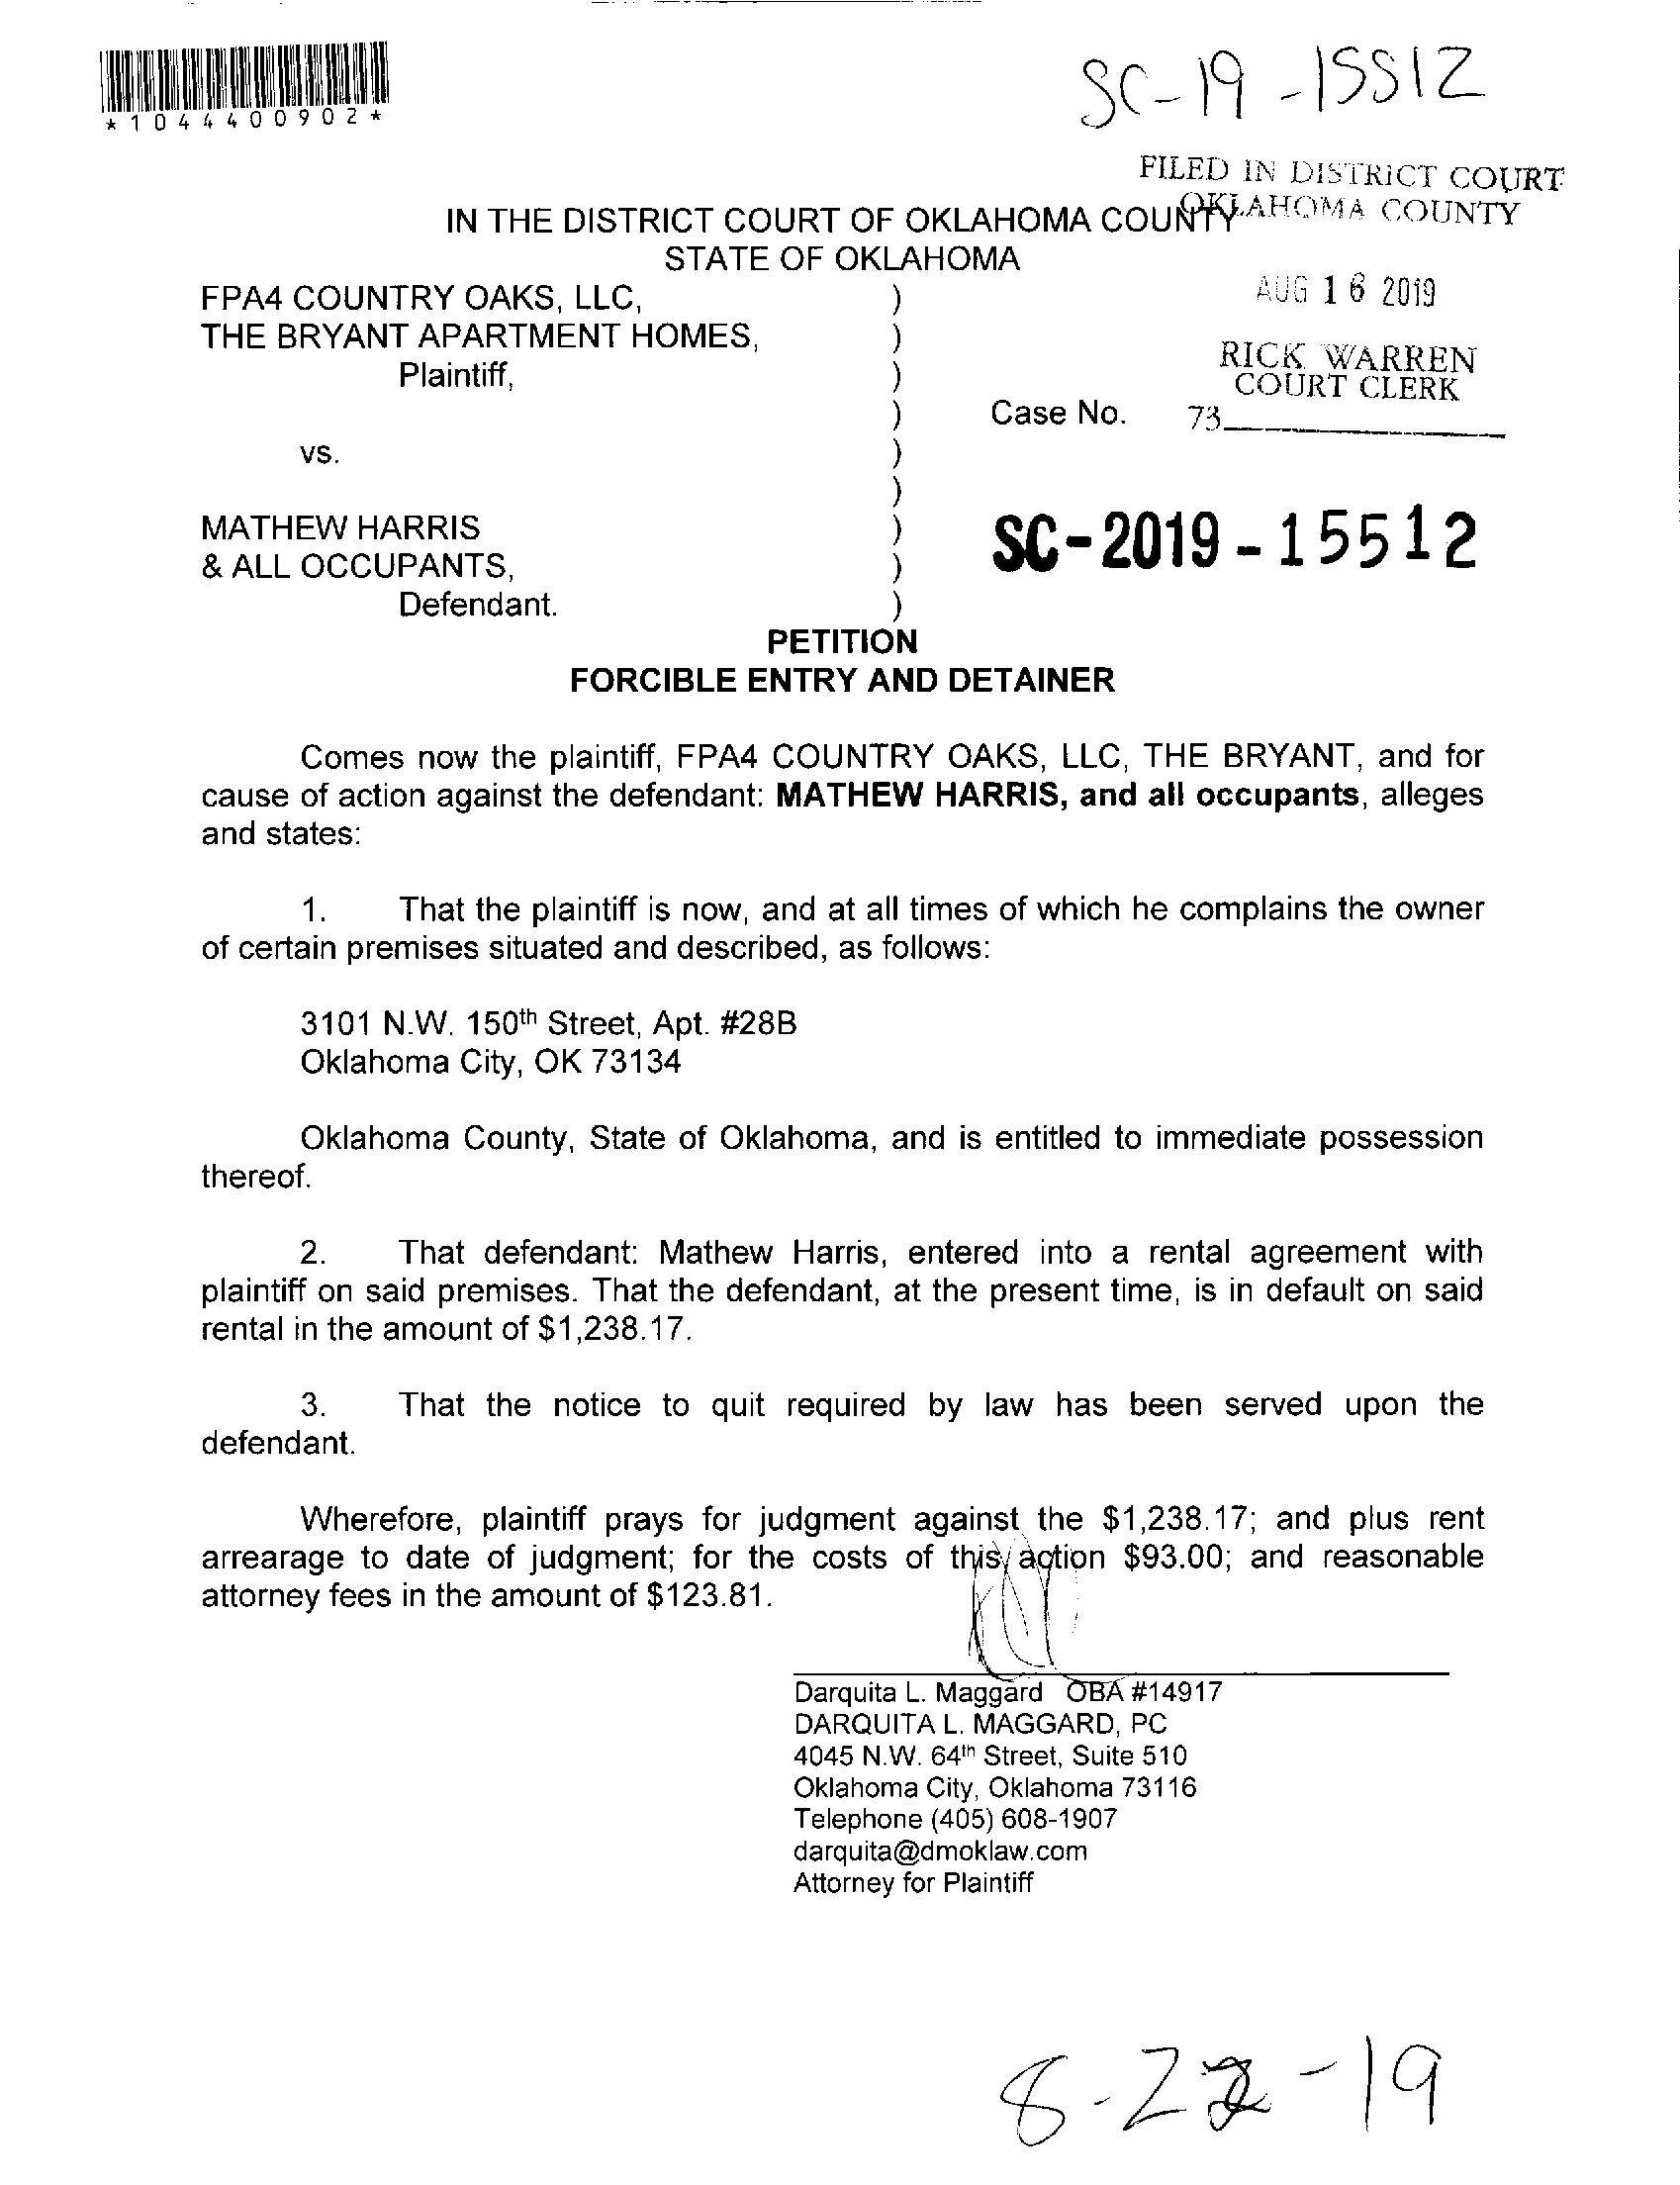 *1044400902*
SC-19-15512
FILED IN DISTRICT COURT
OKLAHOMA COUNTY
IN THE DISTRICT COURT OF OKLAHOMA COUNTY
STATE OF OKLAHOMA
AUG 16 2019
RICK WARREN
COURT CLERK
73
FPA4 COUNTRY OAKS, LLC, )
THE BRYANT APARTMENT HOMES, )
Plaintiff, )
) Case No.
vs. )
)
MATHEW HARRIS ) SC-2019-15512
& ALL OCCUPANTS, )
Defendant. )
PETITION
FORCIBLE ENTRY AND DETAINER
Comes now the plaintiff, FPA4 COUNTRY OAKS, LLC, THE BRYANT, and for
cause of action against the defendant: MATHEW HARRIS, and all occupants, alleges
and states:
1. That the plaintiff is now, and at all times of which he complains the owner
of certain premises situated and described, as follows:
3101 N.W. 150th Street, Apt. #28B
Oklahoma City, OK 73134
Oklahoma County, State of Oklahoma, and is entitled to immediate possession
thereof.
2. That defendant: Mathew Harris, entered into a rental agreement with
plaintiff on said premises. That the defendant, at the present time, is in default on said
rental in the amount of $1,238.17.
3. That the notice to quit required by law has been served upon the
defendant.
Wherefore, plaintiff prays for judgment against the $1,238.17; and plus rent
arrearage to date of judgment; for the costs of this action $93.00; and reasonable
attorney fees in the amount of $123.81.
Darquita L. Maggard OBA #14917
DARQUITA L. MAGGARD, PC
4045 N.W. 64th Street, Suite 510
Oklahoma City, Oklahoma 73116
Telephone (405) 608-1907
darquita@dmoklaw.com
Attorney for Plaintiff
8-22-19